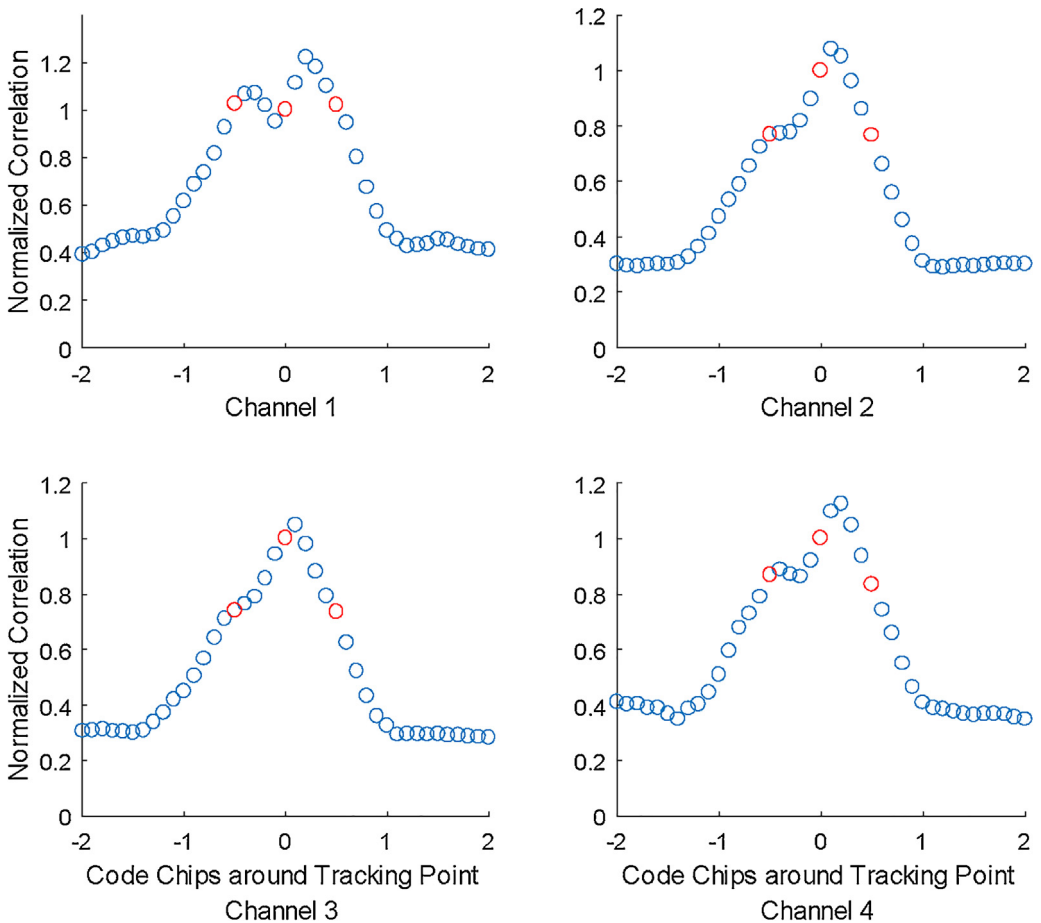 Normalized Correlation
1.2
1
0.8
0.6
0.4
0.2
0
-2 -1 0 1 2
Channel 1
1.2
1
0.8
0.6
0.4
0.2
0
-2 -1 0 1 2
Channel 2
Normalized Correlation
1.2
1
0.8
0.6
0.4
0.2
0
-2 -1 0 1 2
Code Chips around Tracking Point
Channel 3
1.2
1
0.8
0.6
0.4
0.2
0
-2 -1 0 1 2
Code Chips around Tracking Point
Channel 4